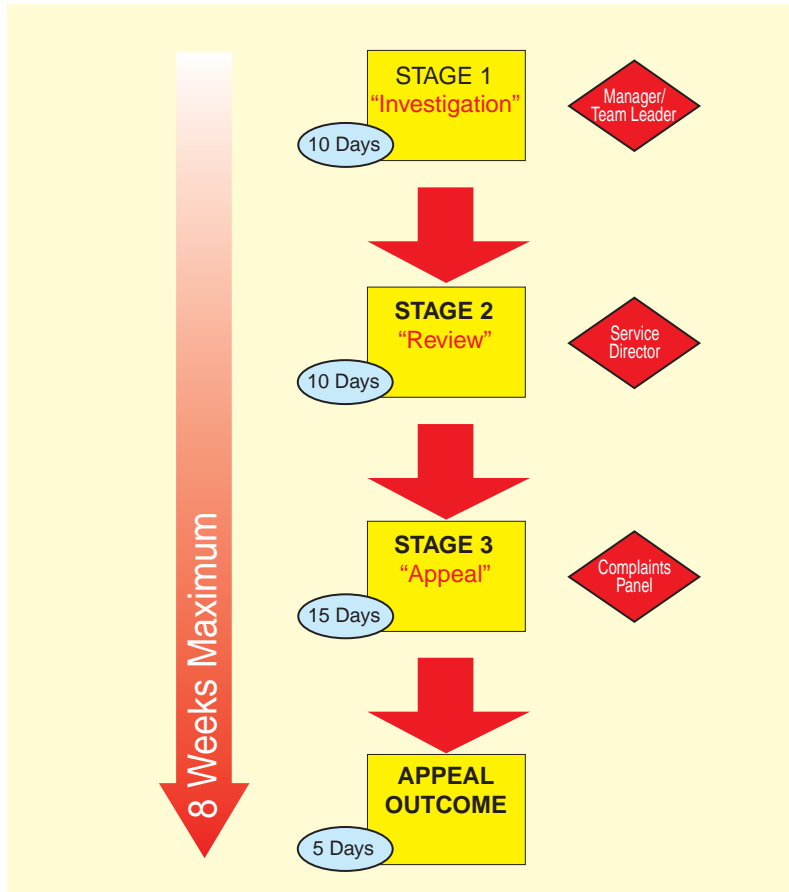 STAGE 1
“Investigation”
10 Days
Manager/
Team Leader
STAGE 2
“Review”
10 Days
Service
Director
STAGE 3
“Appeal”
15 Days
Complaints
Panel
APPEAL
OUTCOME
5 Days
8 Weeks Maximum